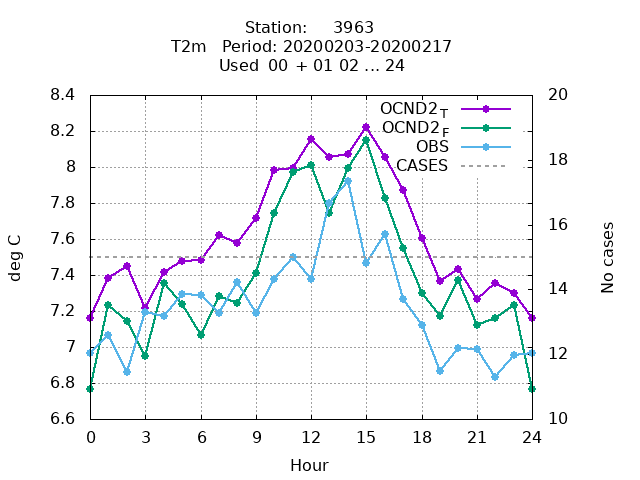 Station: 3963
T2m Period: 20200203-20200217
Used 00 + 01 02 ... 24
8.4
8.2
8
7.8
7.6
7.4
7.2
7
6.8
6.6
deg C
20
18
16
14
12
10
No cases
OCND2T
OCND2F
OBS
CASES
0 3 6 9 12 15 18 21 24
Hour